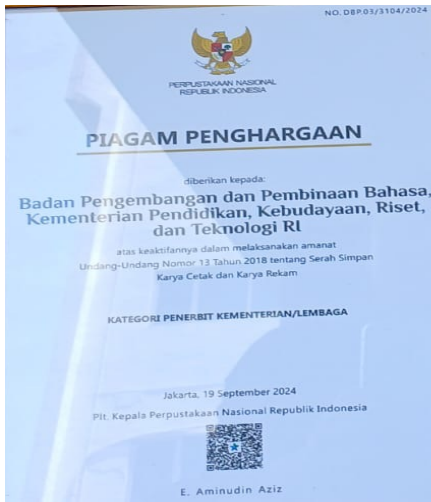 NO. DBP.03/3104/2024
PERPUSTAKAAN NASIONAL
REPUBLIK INDONESIA
PIAGAM PENGHARGAAN
diberikan kepada:
Badan Pengembangan dan Pembinaan Bahasa,
Kementerian Pendidikan, Kebudayaan, Riset,
dan Teknologi RI
atas keaktifannya dalam melaksanakan amanat
Undang-Undang Nomor 13 Tahun 2018 tentang Serah Simpan
Karya Cetak dan Karya Rekam
KATEGORI PENERBIT KEMENTERIAN/LEMBAGA
Jakarta, 19 September 2024
Plt. Kepala Perpustakaan Nasional Republik Indonesia
E. Aminudin Aziz